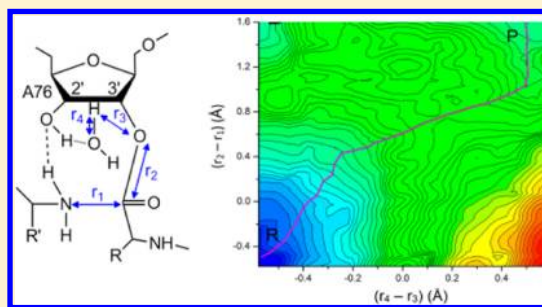 O
O
A76
2'
3'
H
r₄
r₃
O
H
O
O
H
r₂
H
r₁
N
O
R'
H
R
NHN
(r₂ – r₁) (Å)
1.6
1.2
0.8
0.4
0.0
-0.4
P
R
-0.4
-0.2
0.0
0.2
0.4
(r₄ – r₃) (Å)